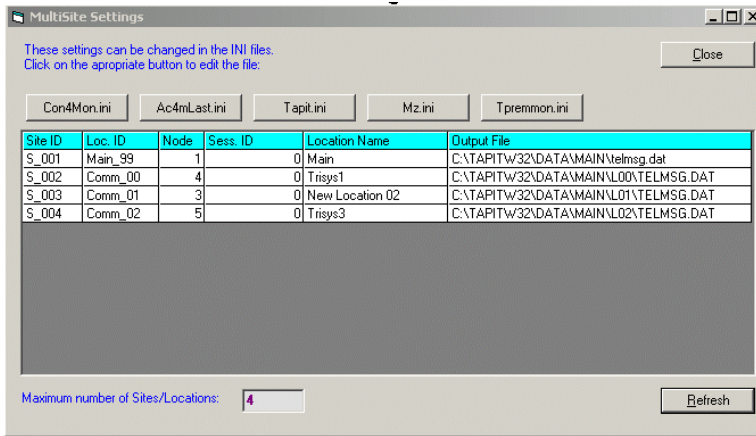 MultiSite Settings
These settings can be changed in the INI files.
Click on the apropriate button to edit the file:
Close
Con4Mon.ini Ac4mLast.ini Tapit.ini Mz.ini Tpremmon.ini
Site ID Loc. ID Node Sess. ID Location Name Output File
S_001 Main_99 1 0 Main C:\TAPITW32\DATA\MAIN\telmsg.dat
S_002 Comm_00 4 0 Trisys1 C:\TAPITW32\DATA\MAIN\L00\TELMSG.DAT
S_003 Comm_01 3 0 New Location 02 C:\TAPITW32\DATA\MAIN\L01\TELMSG.DAT
S_004 Comm_02 5 0 Trisys3 C:\TAPITW32\DATA\MAIN\L02\TELMSG.DAT
Maximum number of Sites/Locations: 4
Refresh